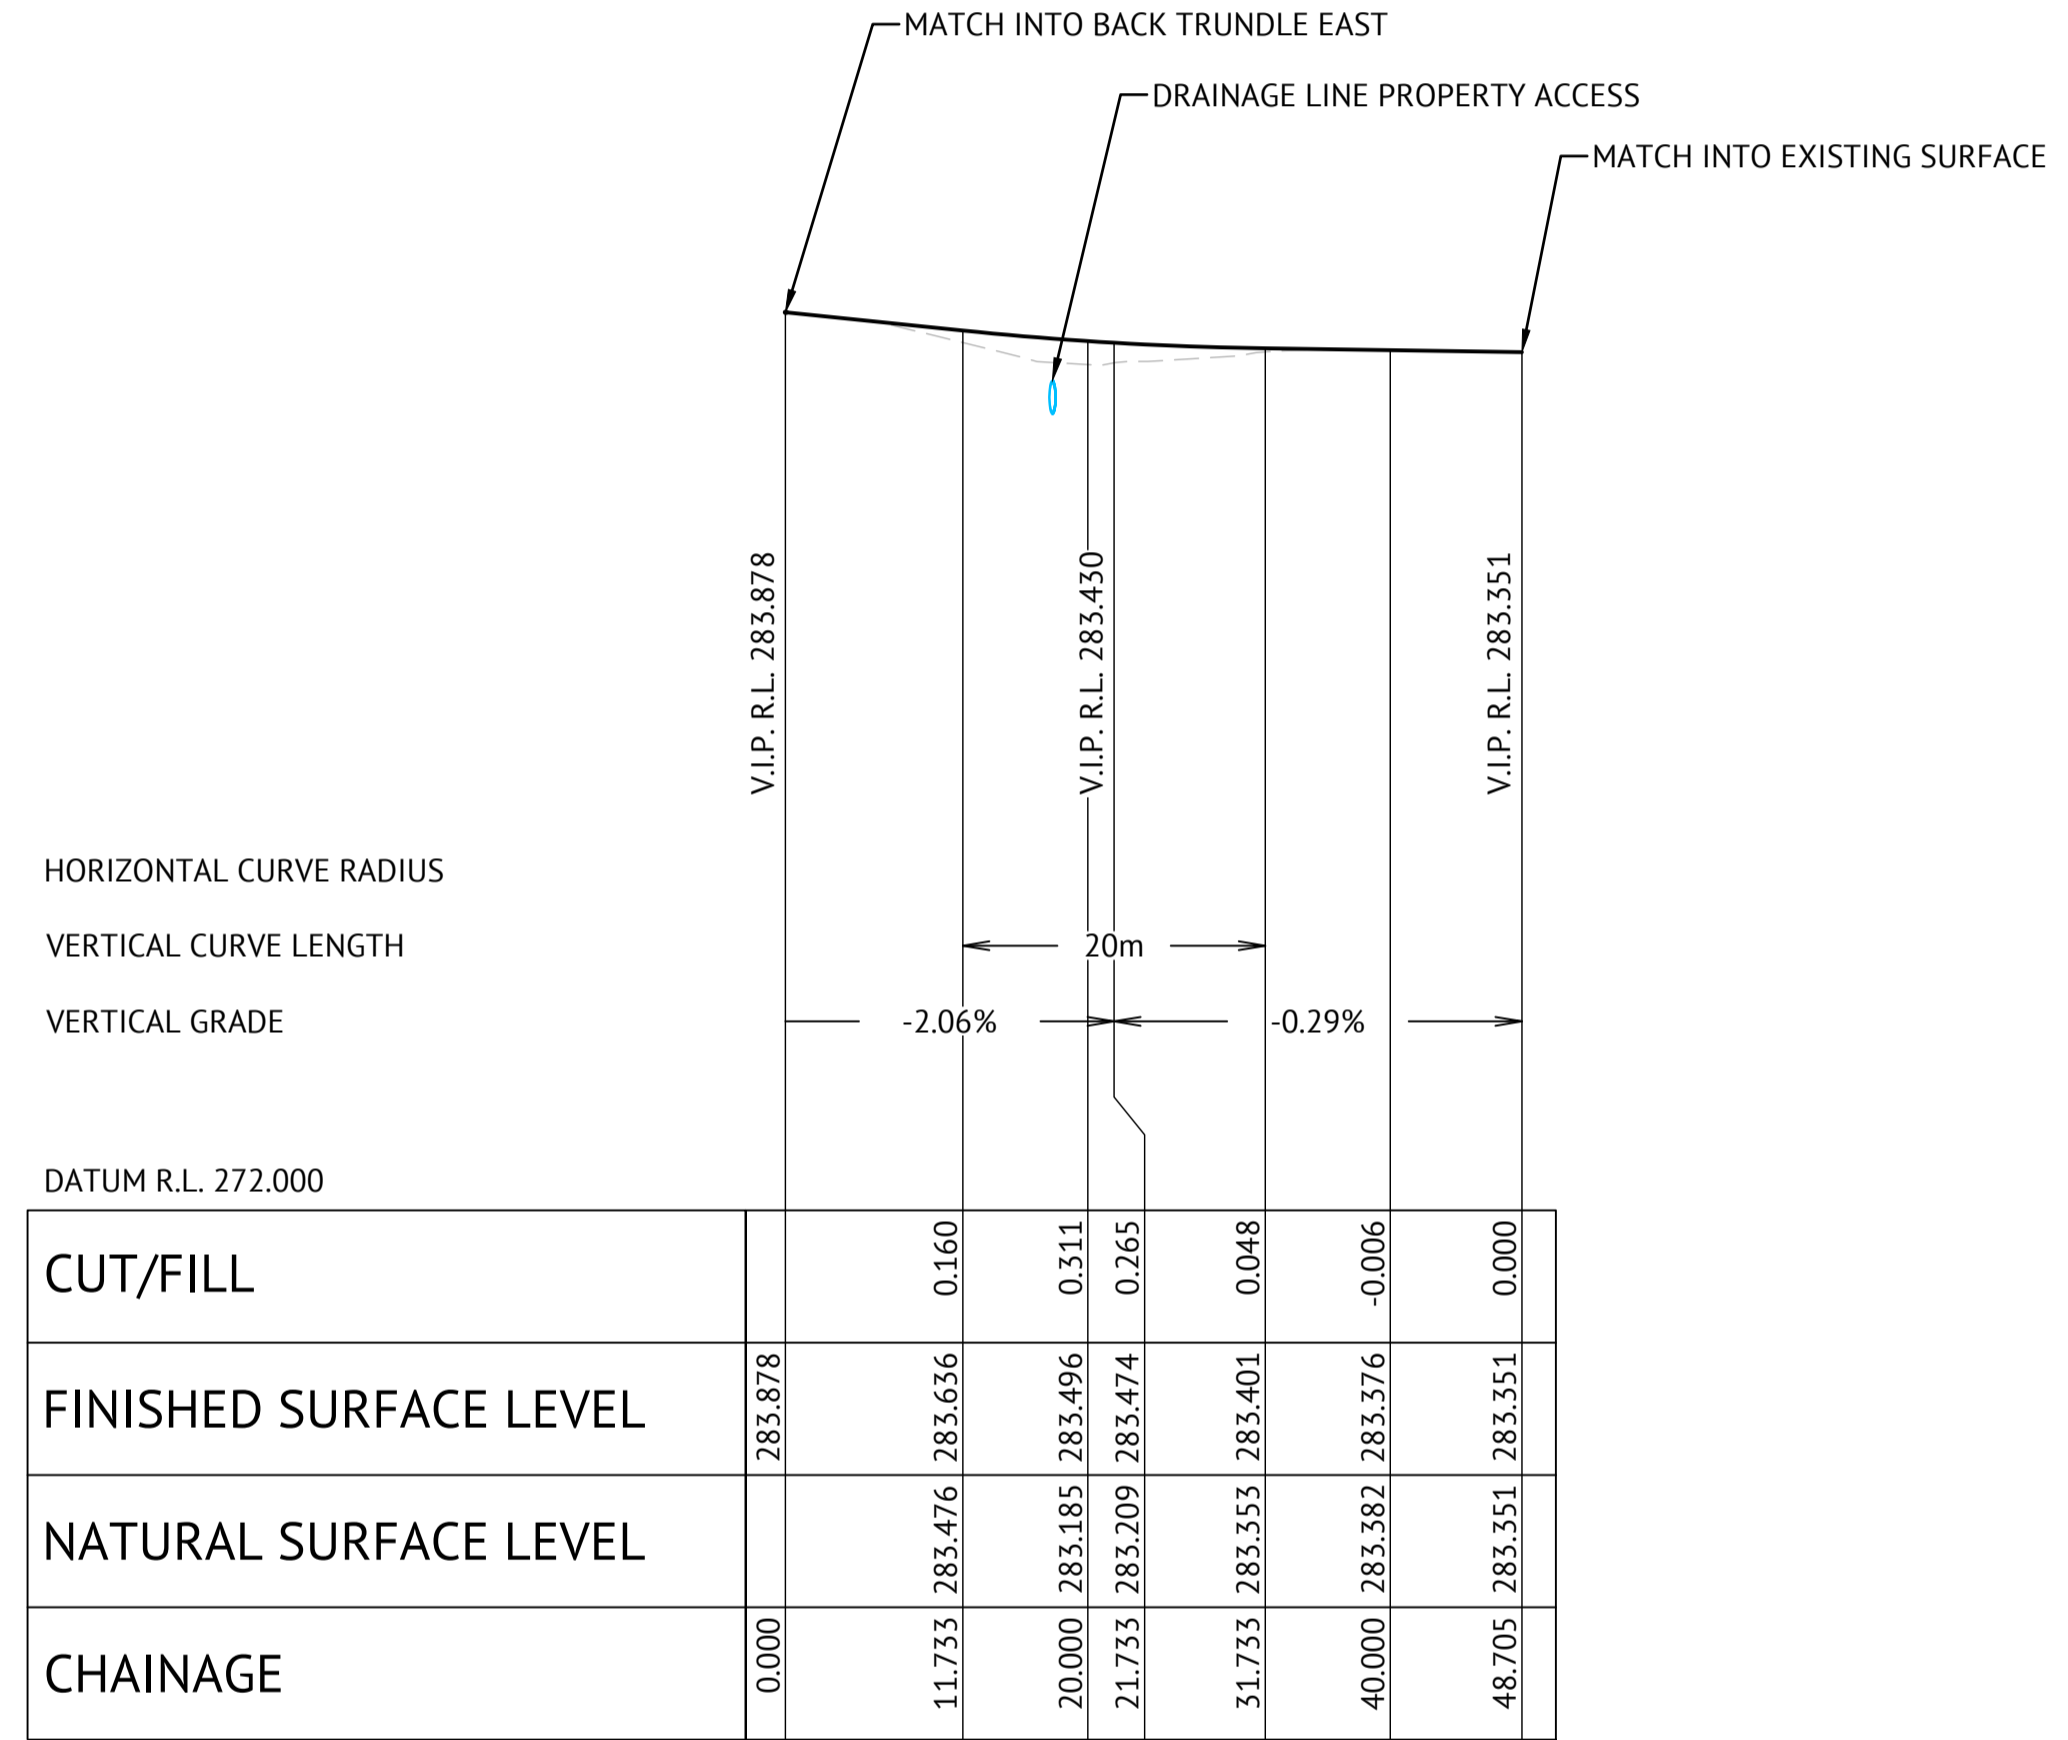 MATCH INTO BACK TRUNDLE EAST
DRAINAGE LINE PROPERTY ACCESS
MATCH INTO EXISTING SURFACE
V.I.P. R.L. 283.878
V.I.P. R.L. 283.430
V.I.P. R.L. 283.351
HORIZONTAL CURVE RADIUS
VERTICAL CURVE LENGTH 20m
VERTICAL GRADE -2.06% -0.29%
DATUM R.L. 272.000
CUT/FILL 0.160 0.311 0.265 0.048 -0.006 0.000
FINISHED SURFACE LEVEL 283.878 283.636 283.496 283.474 283.401 283.376 283.351
NATURAL SURFACE LEVEL 283.476 283.185 283.209 283.353 283.382 283.351
CHAINAGE 0.000 11.733 20.000 21.733 31.733 40.000 48.705